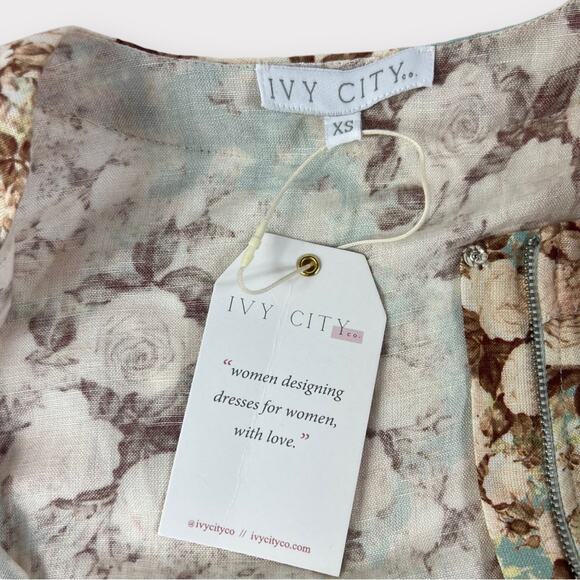 IVY CITY co.
XS
IVY CITY
co.
"women designing
dresses for women,
with love."
@ivycityco // ivycityco.com